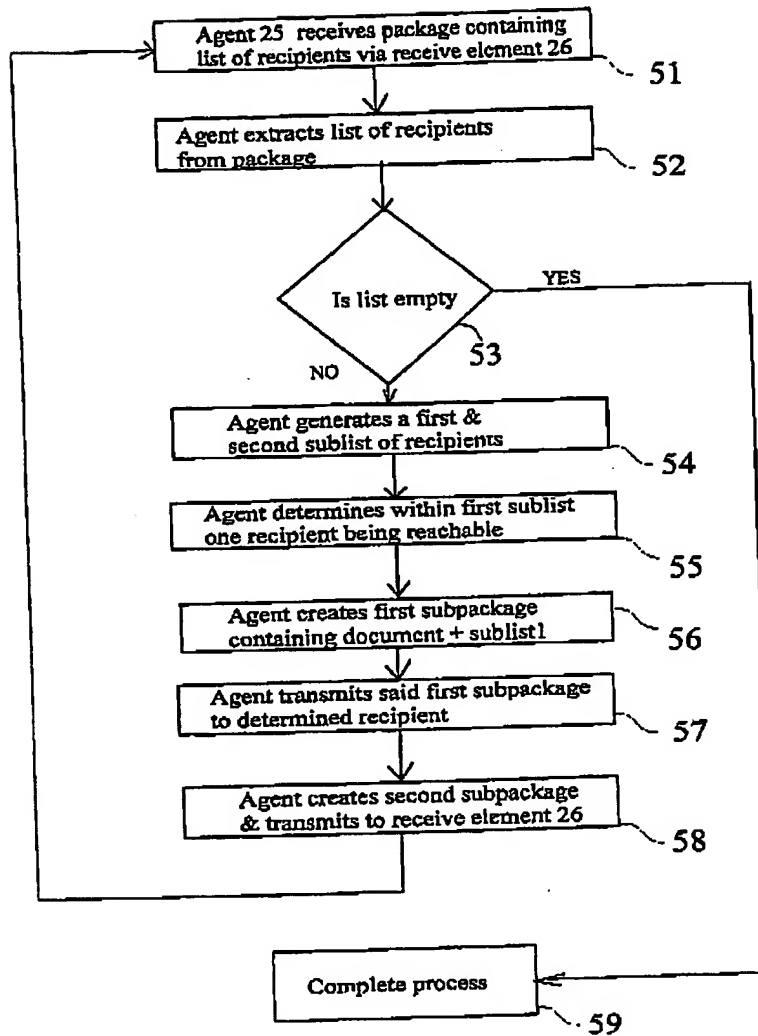 Agent 25 receives package containing
list of recipients via receive element 26
51
Agent extracts list of recipients
from package
52
Is list empty
YES
53
NO
Agent generates a first &
second sublist of recipients
54
Agent determines within first sublist
one recipient being reachable
55
Agent creates first subpackage
containing document + sublist1
56
Agent transmits said first subpackage
to determined recipient
57
Agent creates second subpackage
& transmits to receive element 26
58
Complete process
59